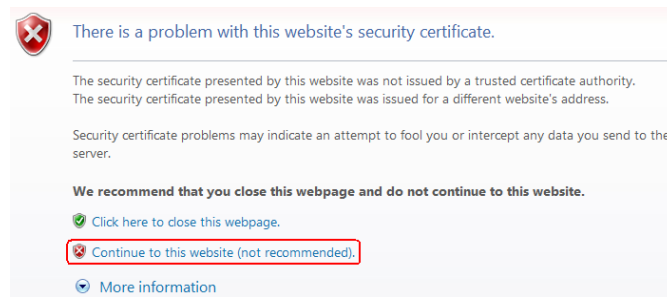 There is a problem with this website's security certificate.
The security certificate presented by this website was not issued by a trusted certificate authority.
The security certificate presented by this website was issued for a different website's address.
Security certificate problems may indicate an attempt to fool you or intercept any data you send to the
server.
We recommend that you close this webpage and do not continue to this website.
Click here to close this webpage.
Continue to this website (not recommended).
More information